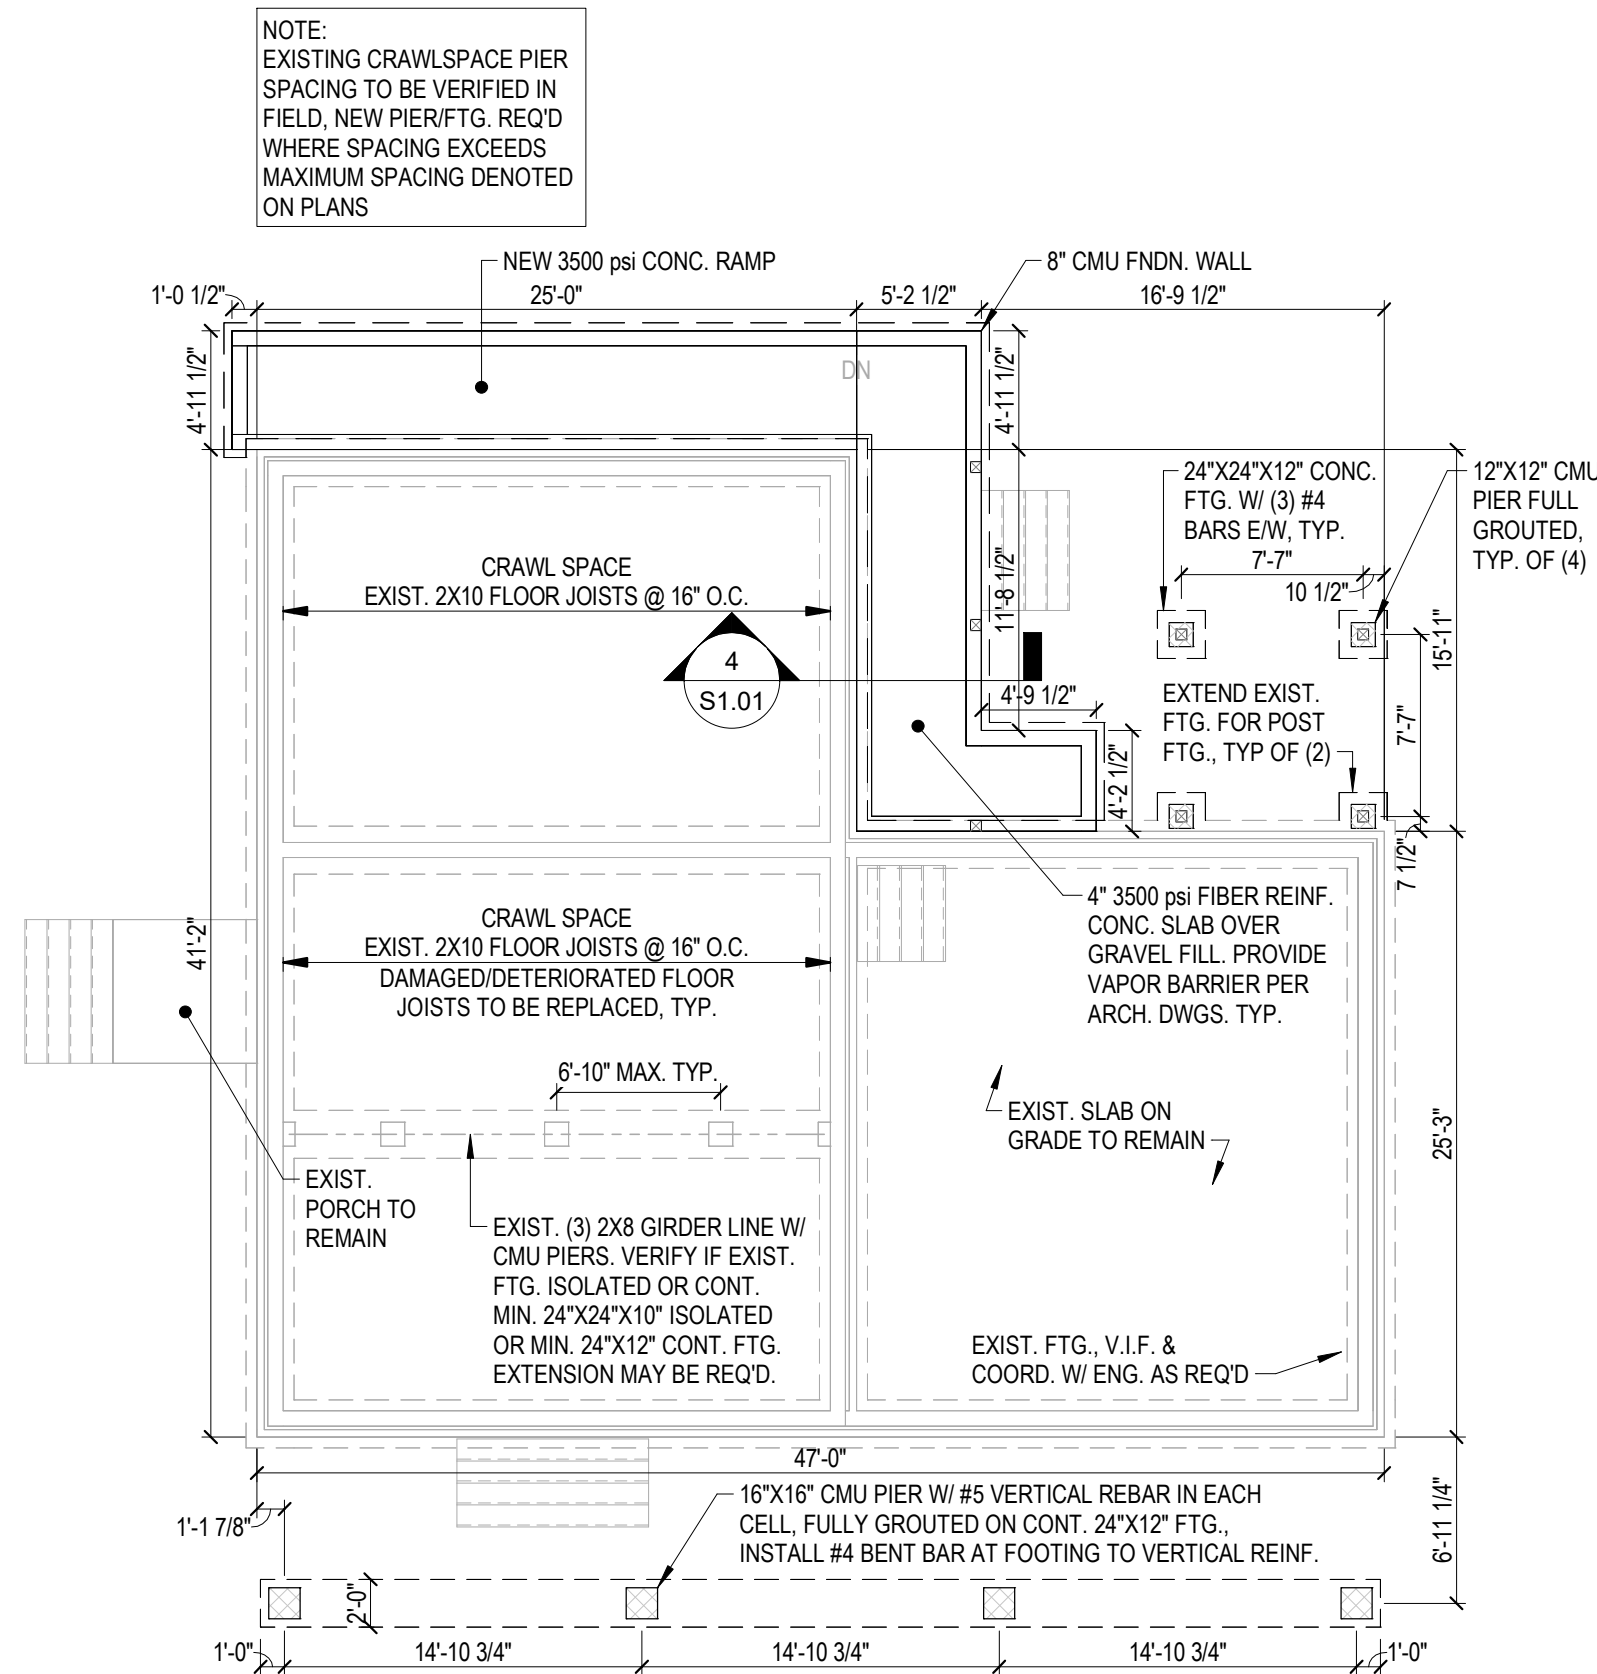 NOTE:
EXISTING CRAWLSPACE PIER
SPACING TO BE VERIFIED IN
FIELD, NEW PIER/FTG. REQ'D
WHERE SPACING EXCEEDS
MAXIMUM SPACING DENOTED
ON PLANS
NEW 3500 psi CONC. RAMP
8" CMU FNDN. WALL
1'-0 1/2"
25'-0"
5'-2 1/2"
16'-9 1/2"
4'-11 1/2"
DN
4'-11 1/2"
24"X24"X12" CONC.
FTG. W/ (3) #4
BARS E/W, TYP.
12"X12" CMU
PIER FULL
GROUTED,
TYP. OF (4)
7'-7"
10 1/2"
CRAWL SPACE
EXIST. 2X10 FLOOR JOISTS @ 16" O.C.
11'-8 1/2"
15'-11"
4
S1.01
4'-9 1/2"
EXTEND EXIST.
FTG. FOR POST
FTG., TYP OF (2)
7'-7"
4'-2 1/2"
7 1/2"
CRAWL SPACE
EXIST. 2X10 FLOOR JOISTS @ 16" O.C.
DAMAGED/DETERIORATED FLOOR
JOISTS TO BE REPLACED, TYP.
41'-2"
4" 3500 psi FIBER REINF.
CONC. SLAB OVER
GRAVEL FILL. PROVIDE
VAPOR BARRIER PER
ARCH. DWGS. TYP.
6'-10" MAX. TYP.
EXIST. SLAB ON
GRADE TO REMAIN
25'-3"
EXIST.
PORCH TO
REMAIN
EXIST. (3) 2X8 GIRDER LINE W/
CMU PIERS. VERIFY IF EXIST.
FTG. ISOLATED OR CONT.
MIN. 24"X24"X10" ISOLATED
OR MIN. 24"X12" CONT. FTG.
EXTENSION MAY BE REQ'D.
EXIST. FTG., V.I.F. &
COORD. W/ ENG. AS REQ'D
47'-0"
1'-1 7/8"
16"X16" CMU PIER W/ #5 VERTICAL REBAR IN EACH
CELL, FULLY GROUTED ON CONT. 24"X12" FTG.,
INSTALL #4 BENT BAR AT FOOTING TO VERTICAL REINF.
6'-11 1/4"
2'-0"
1'-0"
14'-10 3/4"
14'-10 3/4"
14'-10 3/4"
1'-0"